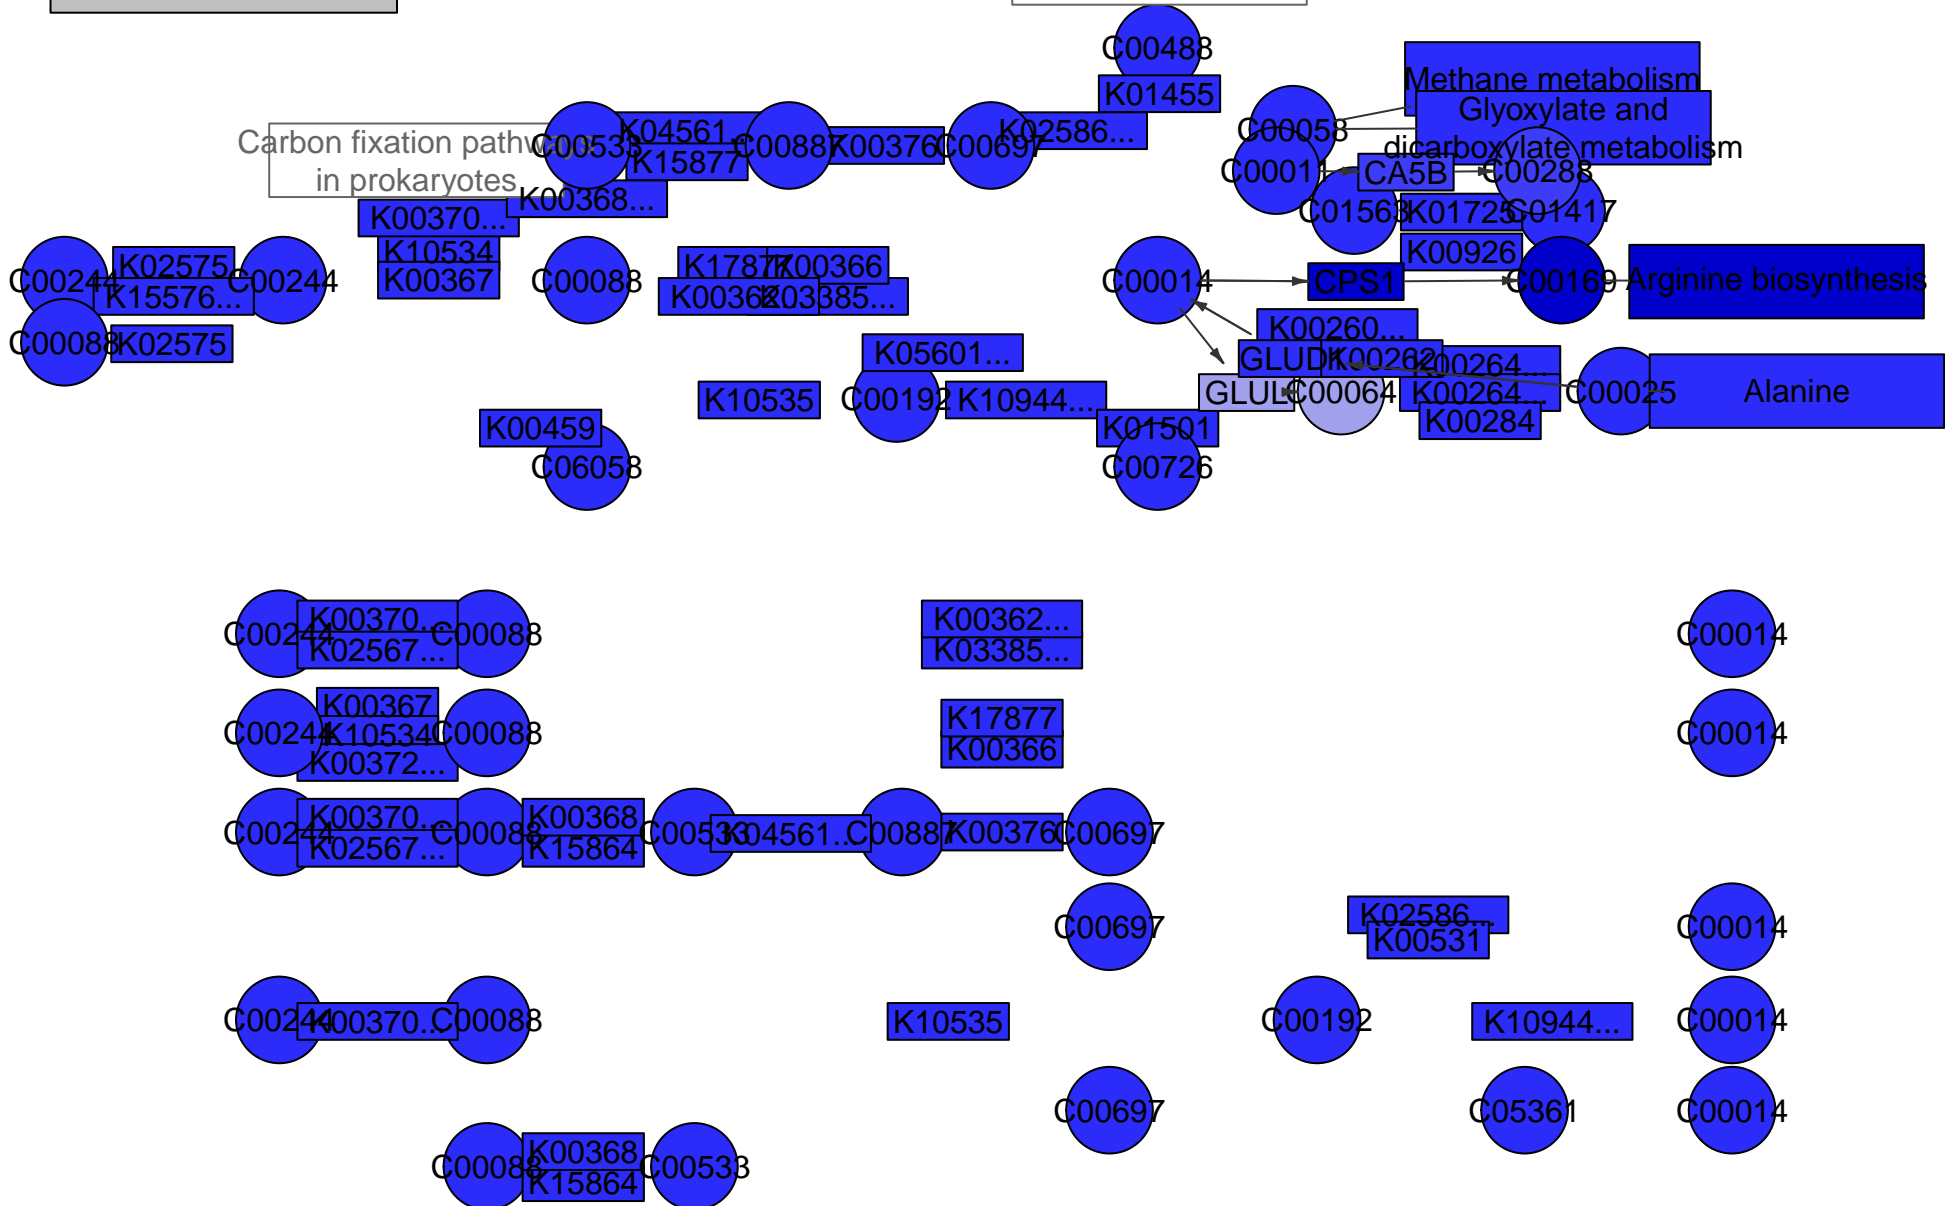 C00488
K01455
Methane metabolism
Glyoxylate and
dicarboxylate metabolism
C00058
Carbon fixation pathways
in prokaryotes
C00533
K04561...
K15877
C00887
K00376
C00697
K02586...
C00011
CA5B
C00288
C01563
K01725
C01417
K00368...
K00370...
K10534
K00367
K00926
C00244
K02575
K15576...
C00244
C00088
K17877
K00366
K00362...
K03385...
C00014
CPS1
C00169
Arginine biosynthesis
C00088
K02575
K05601...
K00260...
GLUD1
K00262
K00264...
K00264...
K00284
GLUL
C00064
C00025
Alanine
K10535
C00192
K10944...
K00459
C06058
K01501
C00726
C00244
K00370...
K02567...
C00088
K00362...
K03385...
C00014
C00244
K00367
K10534
K00372...
C00088
K17877
K00366
C00014
C00244
K00370...
K02567...
C00088
K00368
K15864
C00533
K04561...
C00887
K00376
C00697
C00697
K02586...
K00531
C00014
C00244
K00370...
C00088
K10535
C00192
K10944...
C00014
C00697
C05361
C00014
C00088
K00368
K15864
C00533